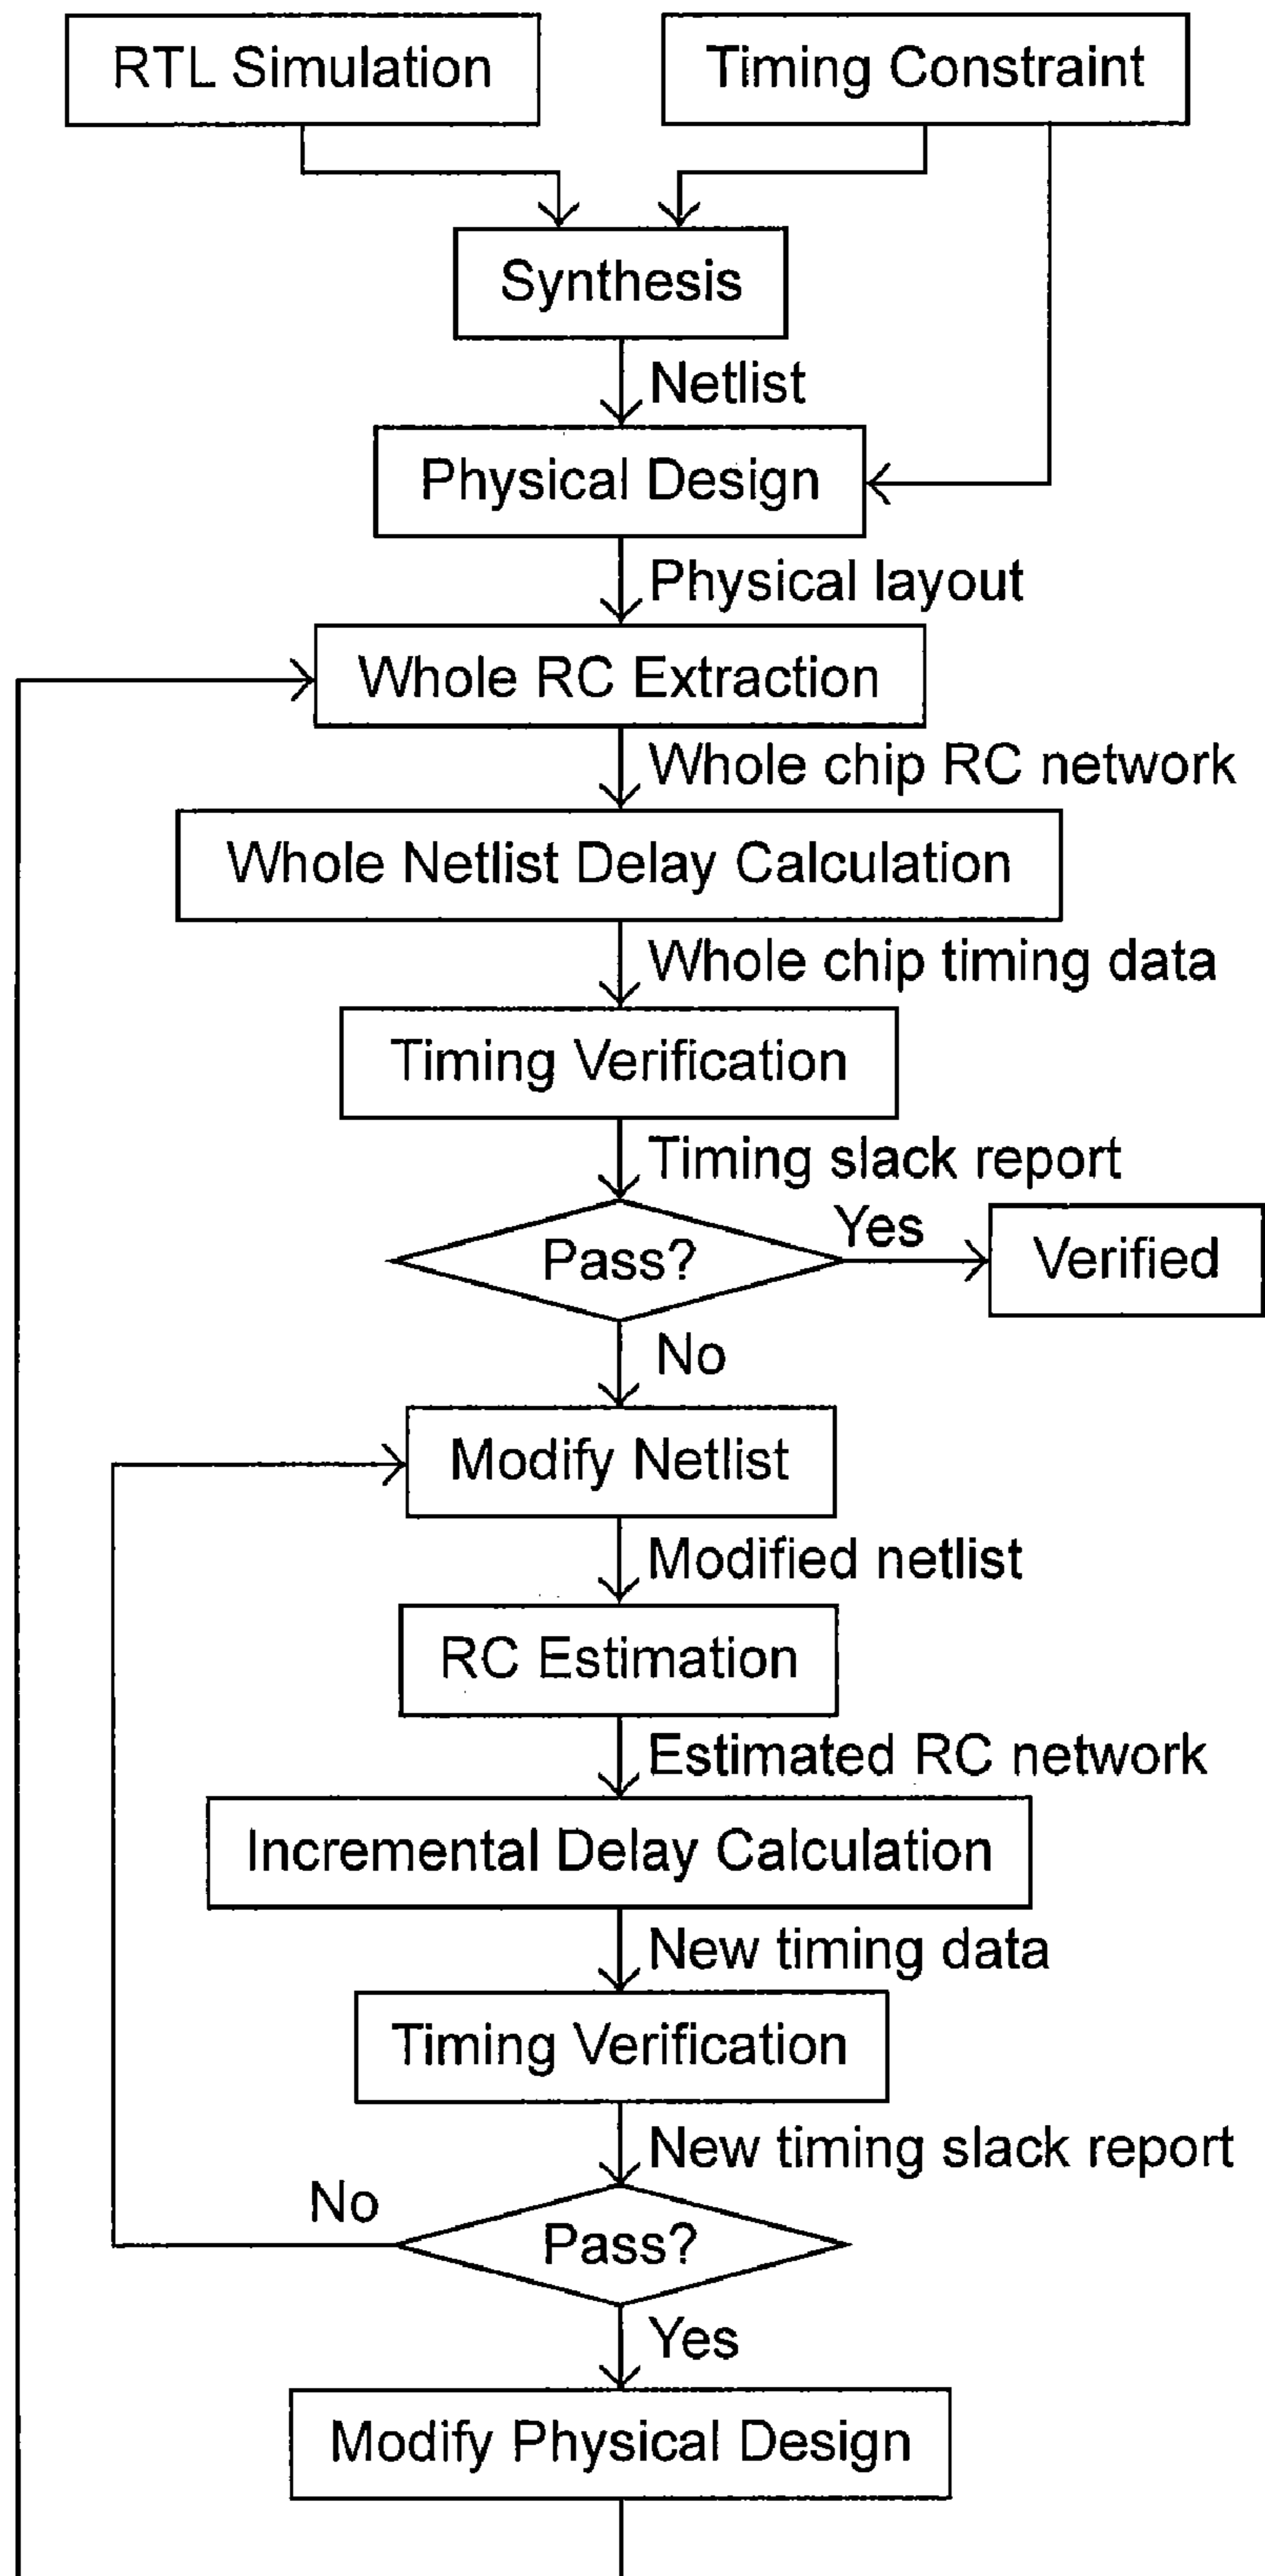 RTL Simulation
Timing Constraint
Synthesis
Netlist
Physical Design
Physical layout
Whole RC Extraction
Whole chip RC network
Whole Netlist Delay Calculation
Whole chip timing data
Timing Verification
Timing slack report
Pass?
Yes
Verified
No
Modify Netlist
Modified netlist
RC Estimation
Estimated RC network
Incremental Delay Calculation
New timing data
Timing Verification
New timing slack report
No
Pass?
Yes
Modify Physical Design